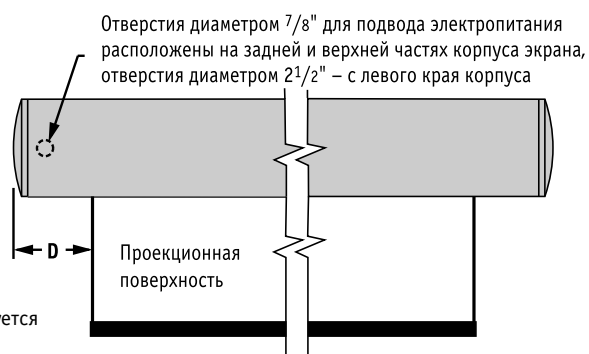 Отверстия диаметром 7/8" для подвода электропитания
расположены на задней и верхней частях корпуса экрана,
отверстия диаметром 2 1/2" – с левого края корпуса
D
Проекционная
поверхность